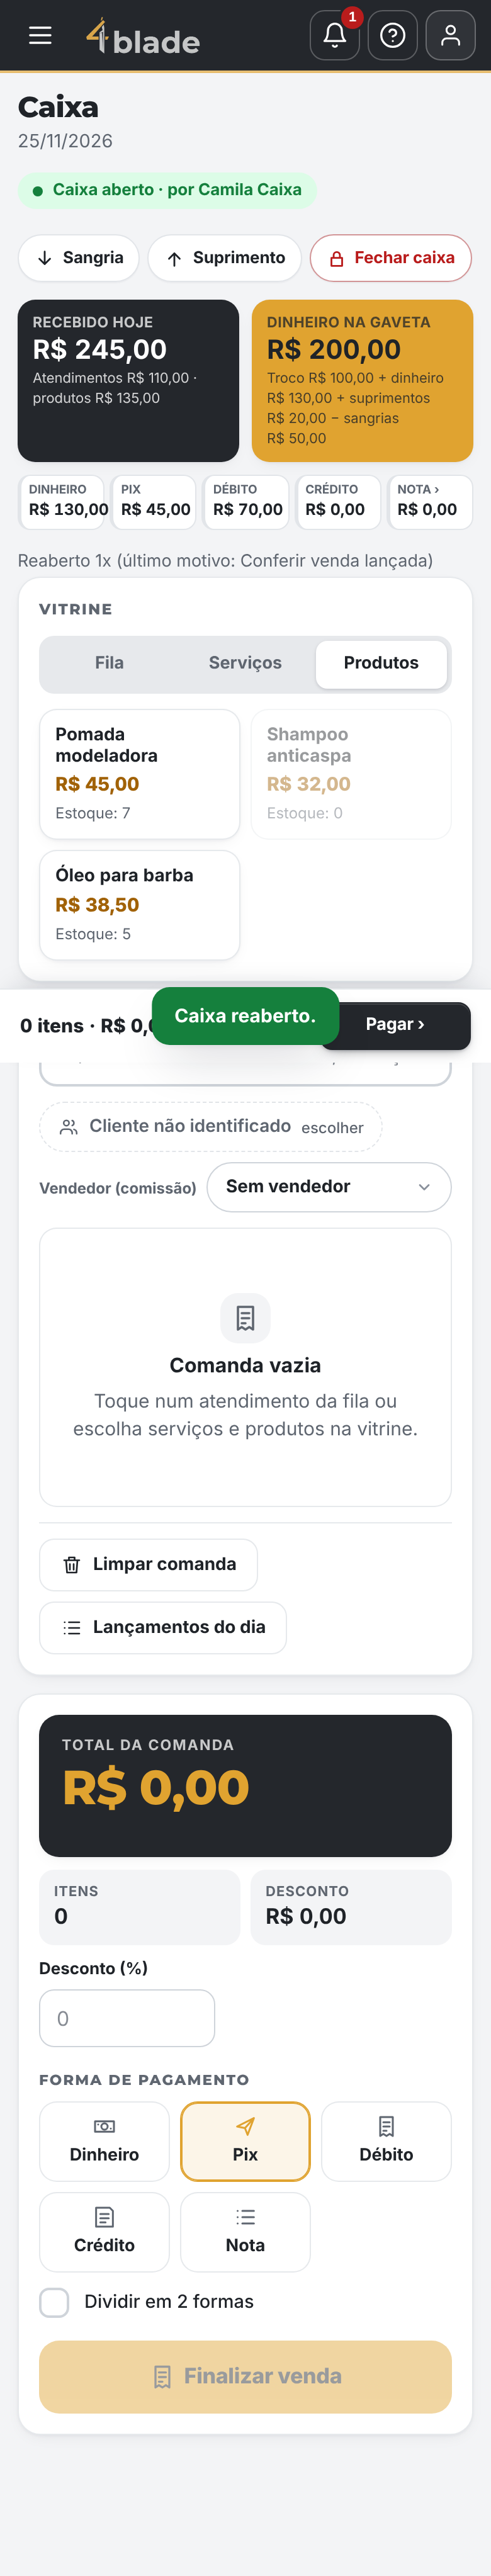 4blade
1
Caixa
25/11/2026
Caixa aberto · por Camila Caixa
Sangria
Suprimento
Fechar caixa
RECEBIDO HOJE
R$ 245,00
Atendimentos R$ 110,00 ·
produtos R$ 135,00
DINHEIRO NA GAVETA
R$ 200,00
Troco R$ 100,00 + dinheiro
R$ 130,00 + suprimentos
R$ 20,00 − sangrias
R$ 50,00
DINHEIRO
R$ 130,00
PIX
R$ 45,00
DÉBITO
R$ 70,00
CRÉDITO
R$ 0,00
NOTA ›
R$ 0,00
Reaberto 1x (último motivo: Conferir venda lançada)
VITRINE
Fila
Serviços
Produtos
Pomada
modeladora
R$ 45,00
Estoque: 7
Shampoo
anticaspa
R$ 32,00
Estoque: 0
Óleo para barba
R$ 38,50
Estoque: 5
0 itens · R$ 0,
Caixa reaberto.
Pagar ›
Cliente não identificado escolher
Vendedor (comissão)
Sem vendedor
Comanda vazia
Toque num atendimento da fila ou
escolha serviços e produtos na vitrine.
Limpar comanda
Lançamentos do dia
TOTAL DA COMANDA
R$ 0,00
ITENS
0
DESCONTO
R$ 0,00
Desconto (%)
0
FORMA DE PAGAMENTO
Dinheiro
Pix
Débito
Crédito
Nota
Dividir em 2 formas
Finalizar venda